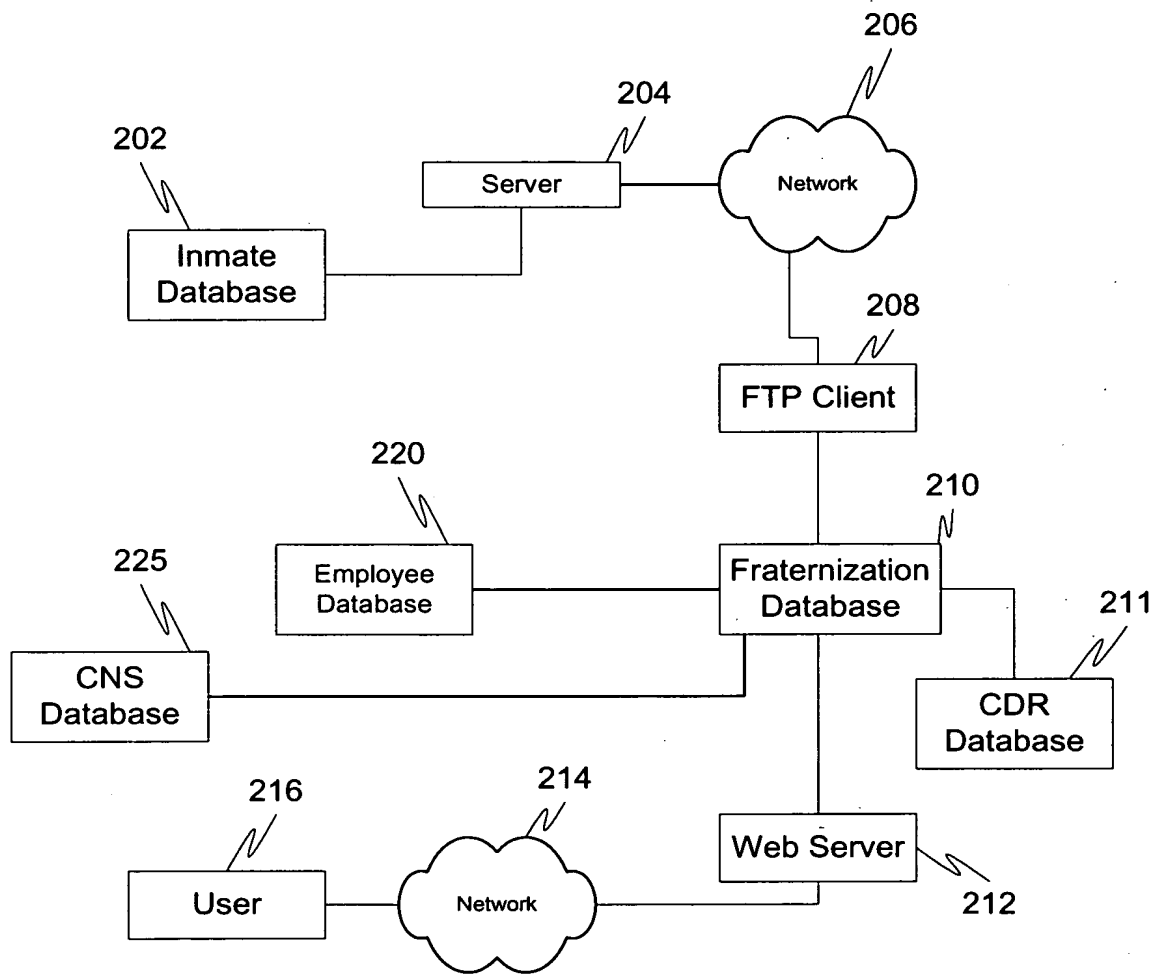 206
204
202
Server
Network
Inmate
Database
208
FTP Client
220
210
225
Employee
Database
Fraternization
Database
211
CNS
Database
CDR
Database
216
214
Web Server
User
Network
212